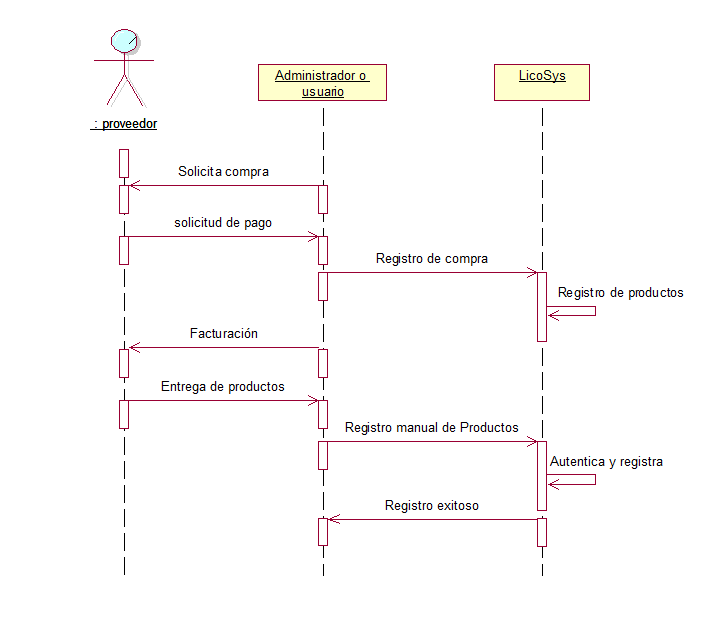 Administrador o
usuario
LicoSys
: proveedor
Solicita compra
solicitud de pago
Registro de compra
Registro de productos
Facturación
Entrega de productos
Registro manual de Productos
Autentica y registra
Registro exitoso